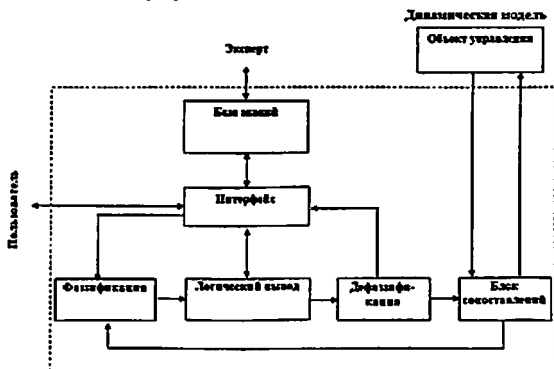 Динамическая модель
Объект управления
Эксперт
База знаний
Интерфейс
Пользователь
Фаззификация
Логический вывод
Дефаззифи-
кация
Блок
сопоставлений